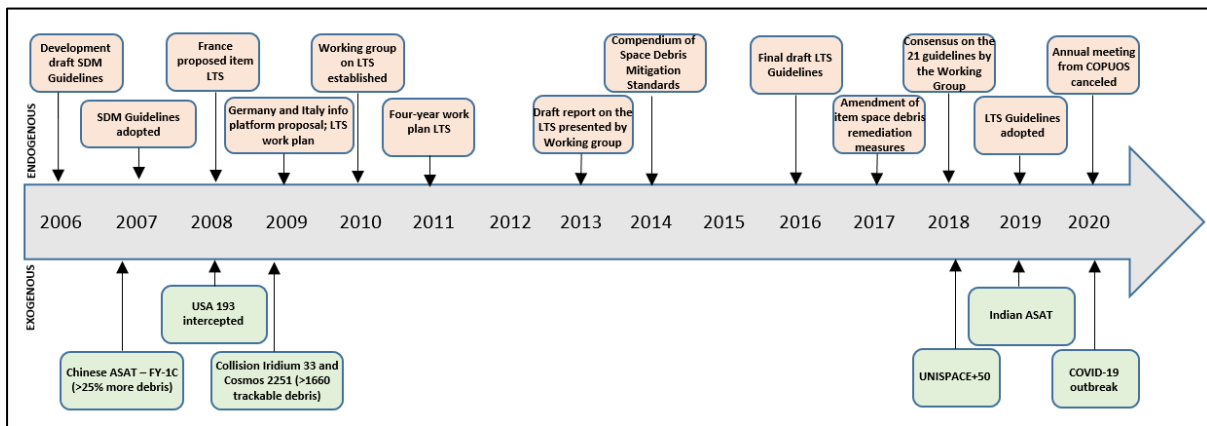 Development
draft SDM
Guidelines
SDM Guidelines
adopted
France
proposed item
LTS
Germany and Italy info
platform proposal; LTS
work plan
Working group
on LTS
established
Four-year work
plan LTS
Draft report on the
LTS presented by
Working group
Compendium of
Space Debris
Mitigation
Standards
Final draft LTS
Guidelines
Amendment of
item space debris
remediation
measures
Consensus on the
21 guidelines by
the Working
Group
LTS Guidelines
adopted
Annual meeting
from COPUOS
canceled
ENDOGENOUS
2006 2007 2008 2009 2010 2011 2012 2013 2014 2015 2016 2017 2018 2019 2020
EXOGENOUS
Chinese ASAT – FY-1C
(>25% more debris)
USA 193
intercepted
Collision Iridium 33 and
Cosmos 2251 (>1660
trackable debris)
UNISPACE+50
Indian ASAT
COVID-19
outbreak